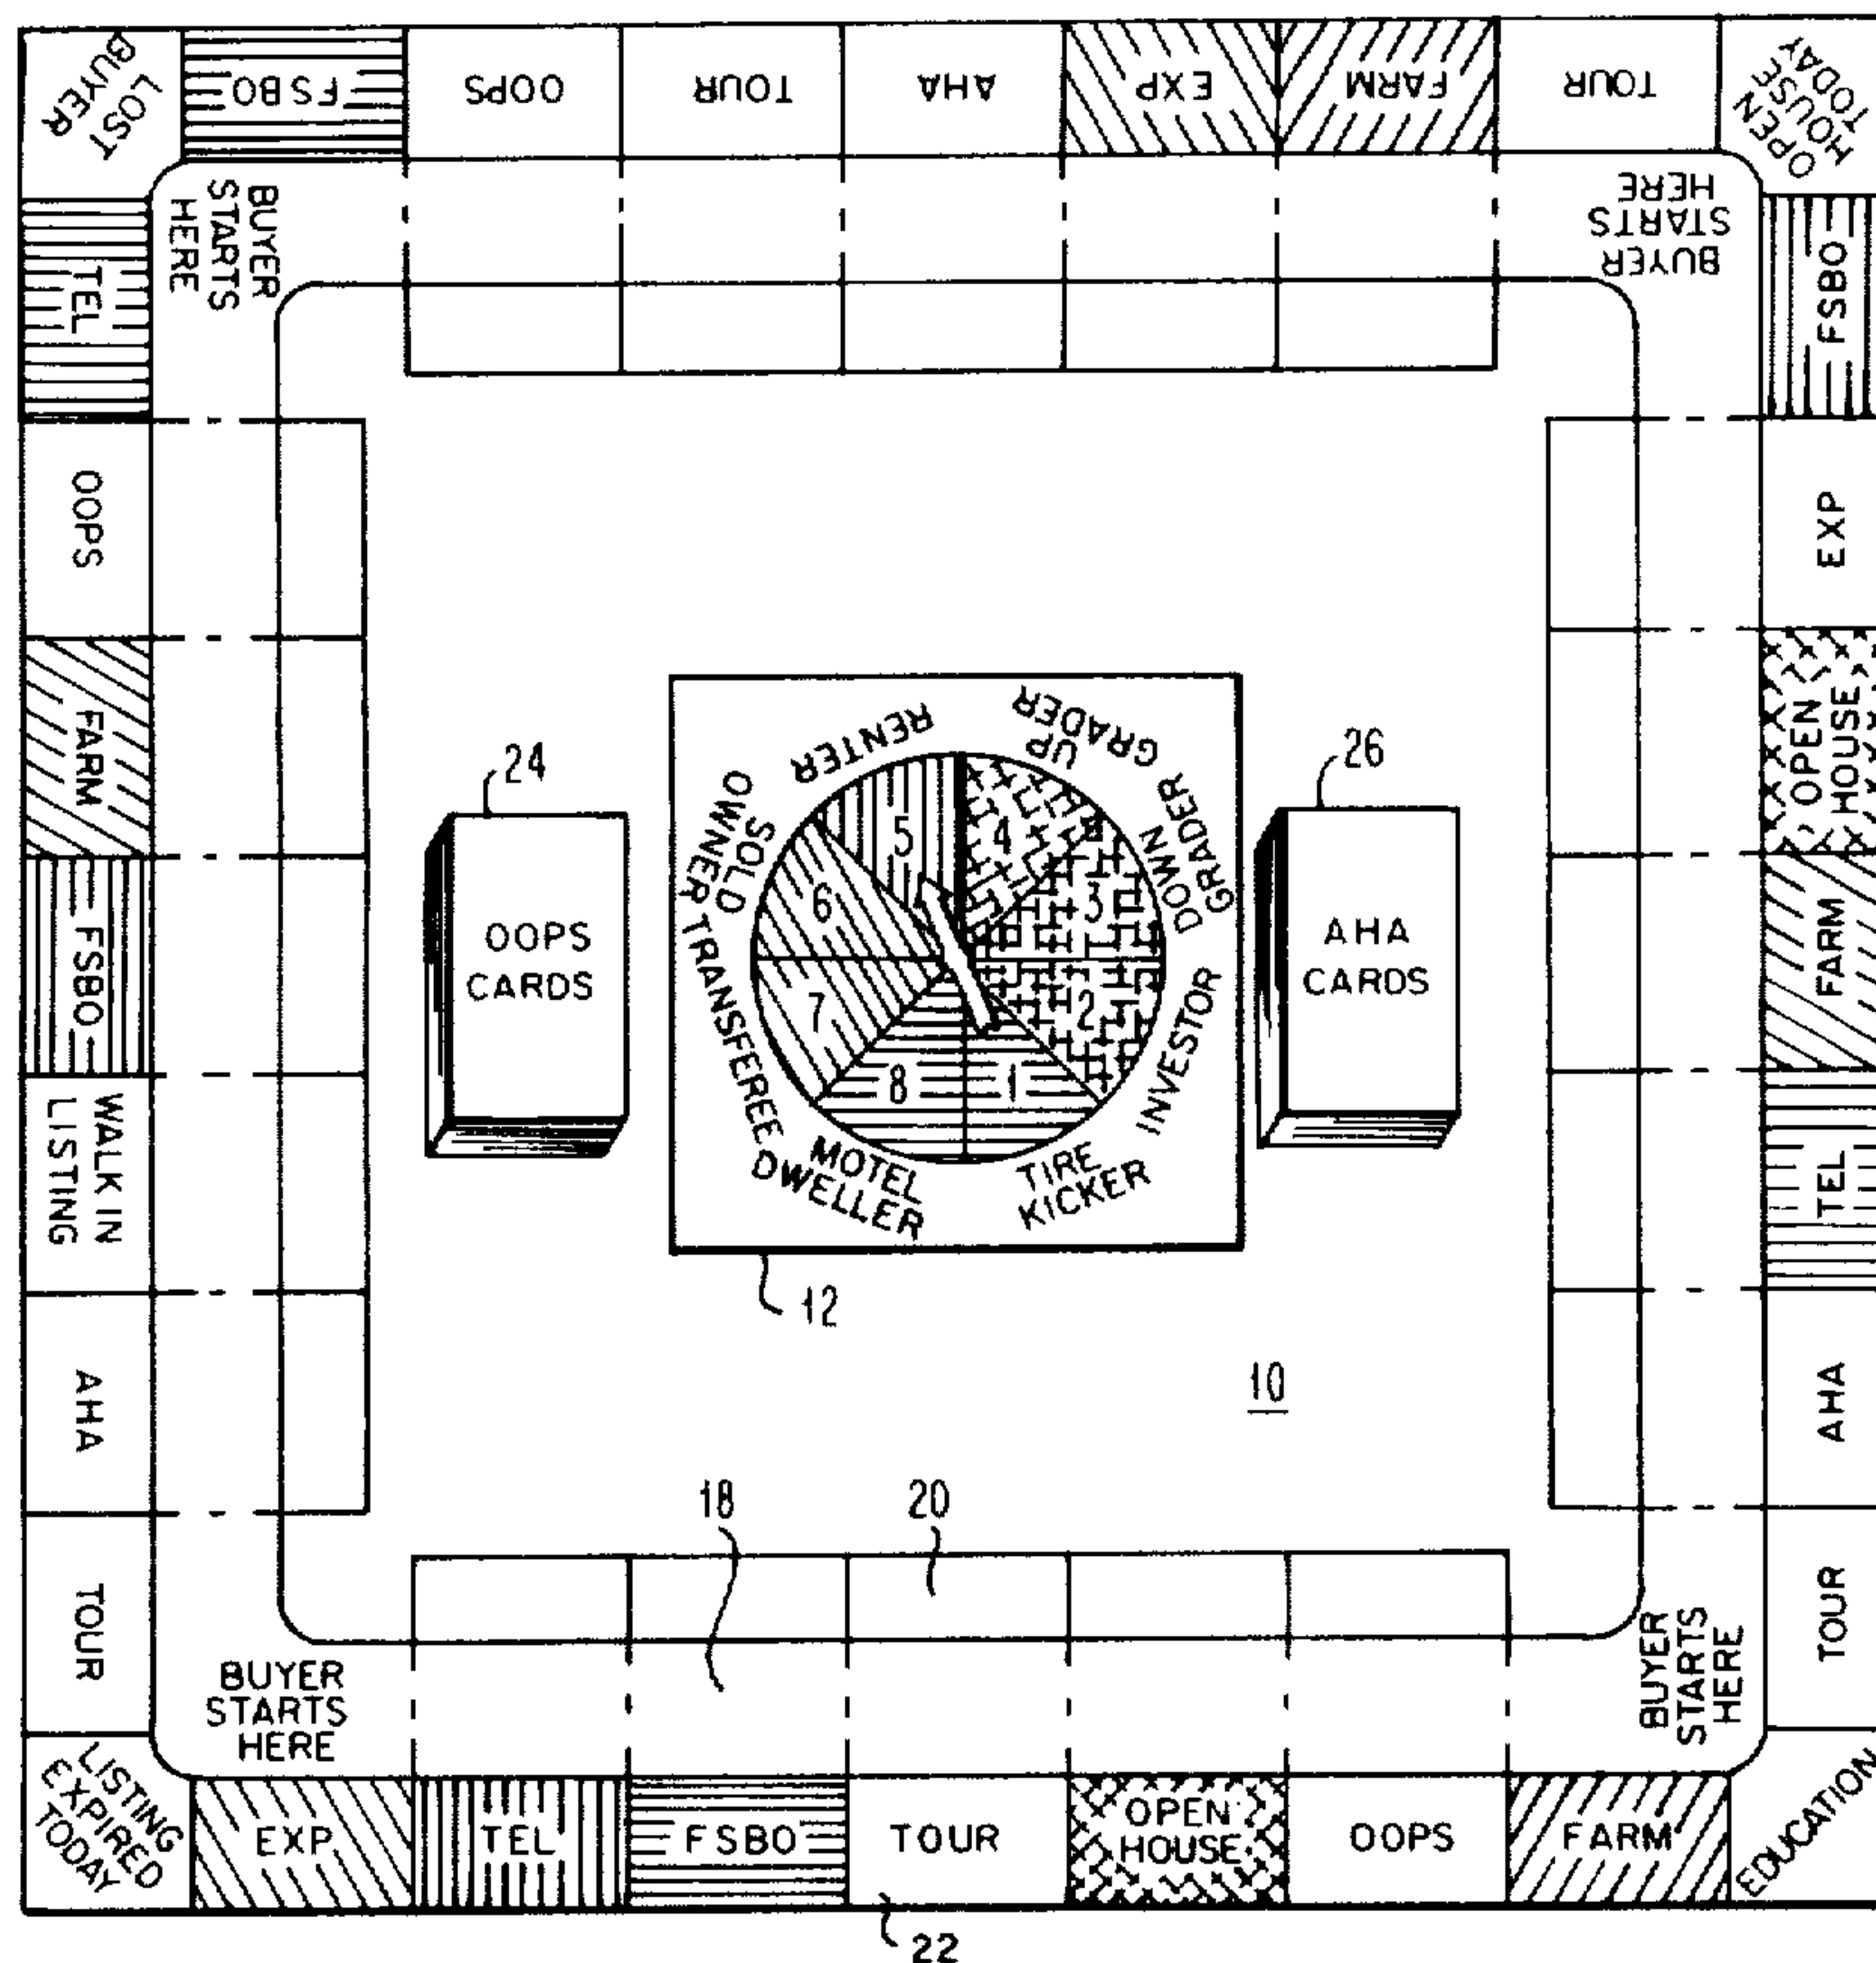 LOST
BUYER
FSBO
OOPS
TOUR
AHA
EXP
FARM
TOUR
OPEN
HOUSE
TODAY
BUYER
STARTS
HERE
BUYER
STARTS
HERE
TEL
OOPS
FARM
FSBO
WALK IN
LISTING
AHA
TOUR
FSBO
EXP
OPEN
HOUSE
FARM
TEL
AHA
TOUR
24
OOPS
CARDS
RENTER
UP
GRADER
DOWN
GRADER
INVESTOR
TIRE
KICKER
MOTEL
DWELLER
TRANSFEREE
SOLD
OWNER
5
4
6
3
7
2
8
1
26
AHA
CARDS
12
10
18
20
BUYER
STARTS
HERE
BUYER
STARTS
HERE
LISTING
EXPIRED
TODAY
EXP
TEL
FSBO
TOUR
OPEN
HOUSE
OOPS
FARM
EDUCATION
22